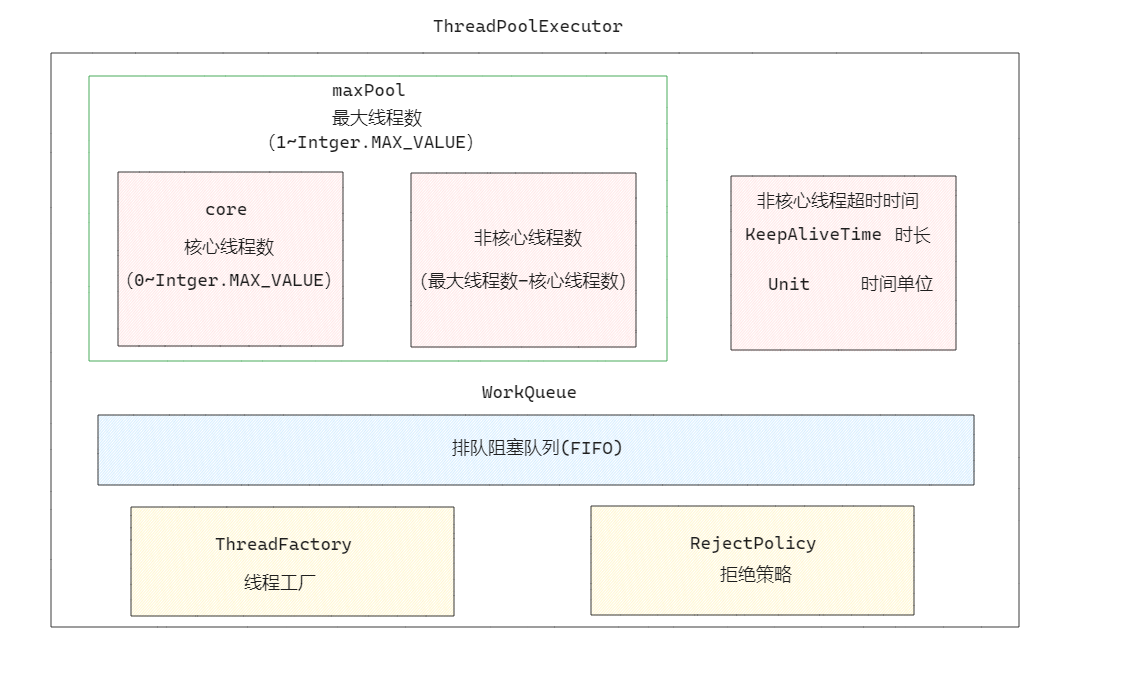 ThreadPoolExecutor
maxPool
最大线程数
(1~Intger.MAX_VALUE)
core
核心线程数
(0~Intger.MAX_VALUE)
非核心线程数
(最大线程数-核心线程数)
非核心线程超时时间
KeepAliveTime 时长
Unit 时间单位
WorkQueue
排队阻塞队列(FIFO)
ThreadFactory
线程工厂
RejectPolicy
拒绝策略